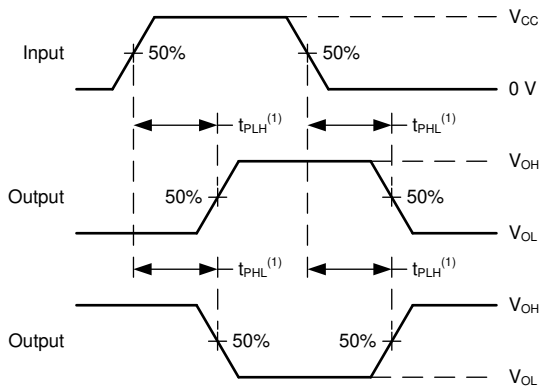 V_CC
Input 50% 50%
0 V
t_PLH^(1) t_PHL^(1)
V_OH
Output 50% 50%
V_OL
t_PHL^(1) t_PLH^(1)
V_OH
Output 50% 50%
V_OL